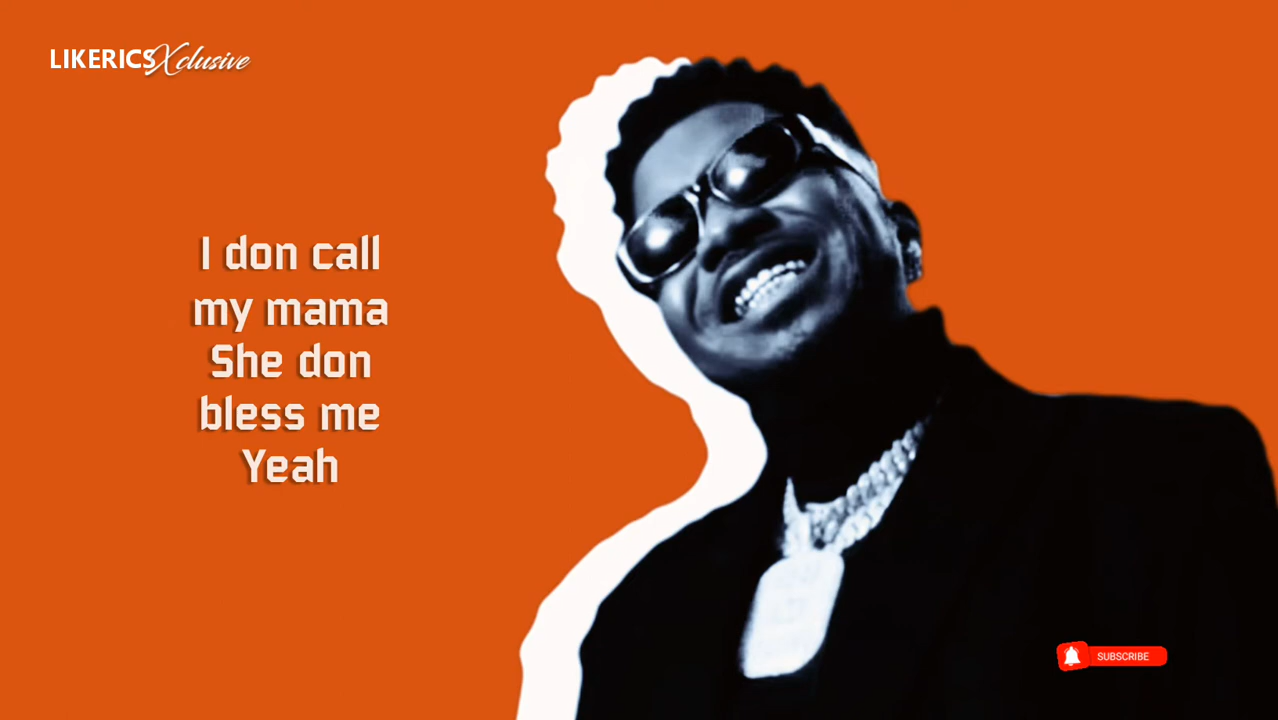 LIKERICSXclusive
I don call
my mama
She don
bless me
Yeah
SUBSCRIBE